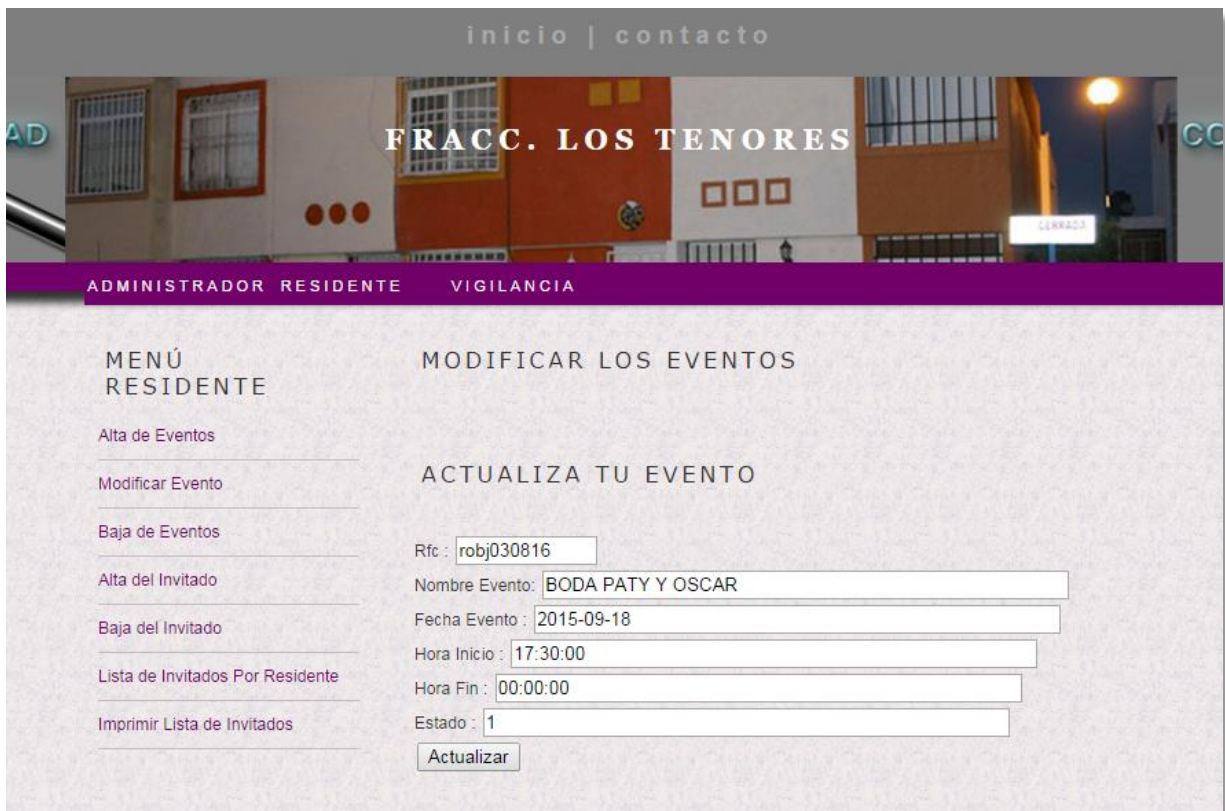 inicio | contacto
AD
FRACC. LOS TENORES
CO
CERRADA
ADMINISTRADOR RESIDENTE VIGILANCIA
MENÚ
RESIDENTE
Alta de Eventos
Modificar Evento
Baja de Eventos
Alta del Invitado
Baja del Invitado
Lista de Invitados Por Residente
Imprimir Lista de Invitados
MODIFICAR LOS EVENTOS
ACTUALIZA TU EVENTO
Rfc : robj030816
Nombre Evento: BODA PATY Y OSCAR
Fecha Evento : 2015-09-18
Hora Inicio : 17:30:00
Hora Fin : 00:00:00
Estado : 1
Actualizar